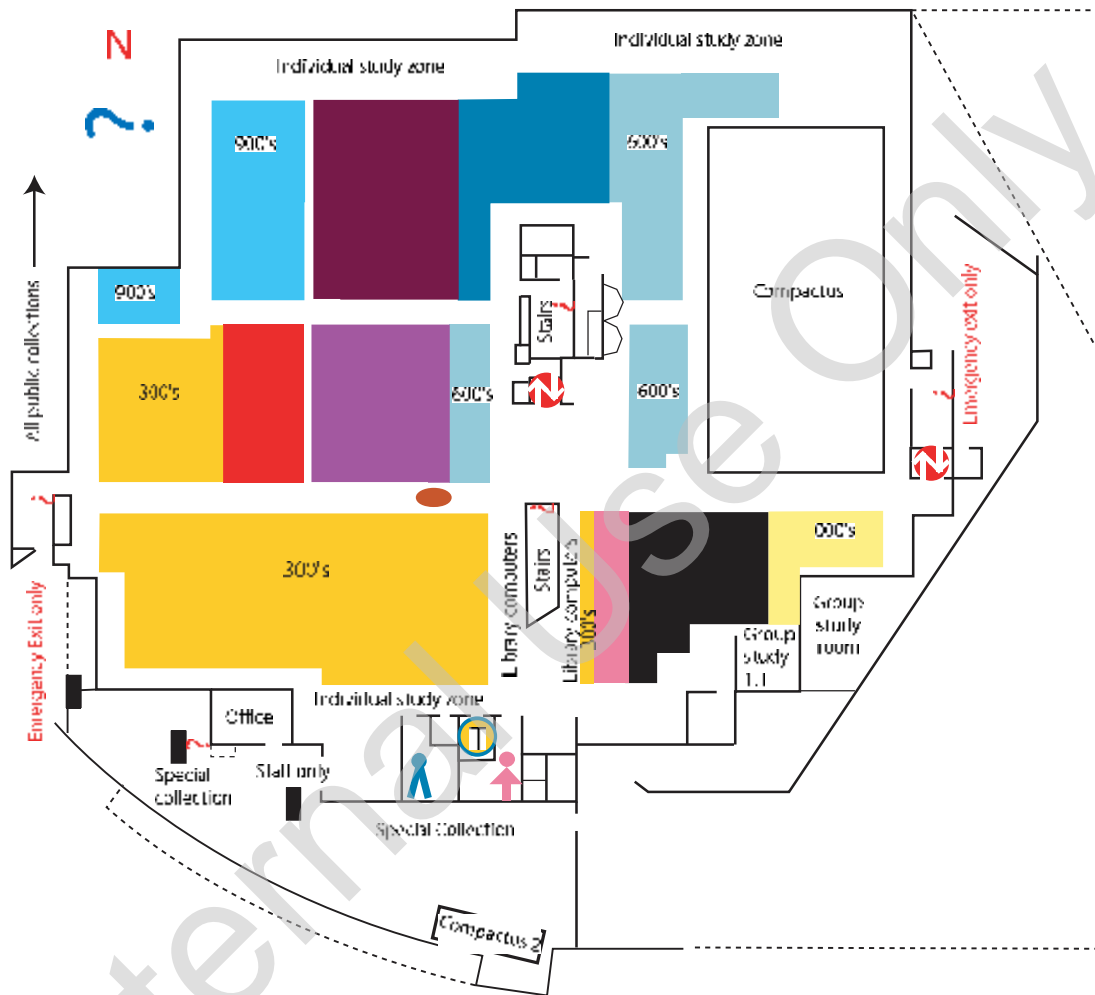 N
Individual study zone
Individual study zone
900's
600's
All public collections
900's
Stairs
Compactus
Emergency exit only
300's
600's
600's
300's
Library computers
Stairs
Library computers
300's
000's
Group
study
room
Group
study
1.1
Emergency Exit only
Individual study zone
Office
Special
collection
Staff only
Special Collection
Compactus 2
ternal Use Only